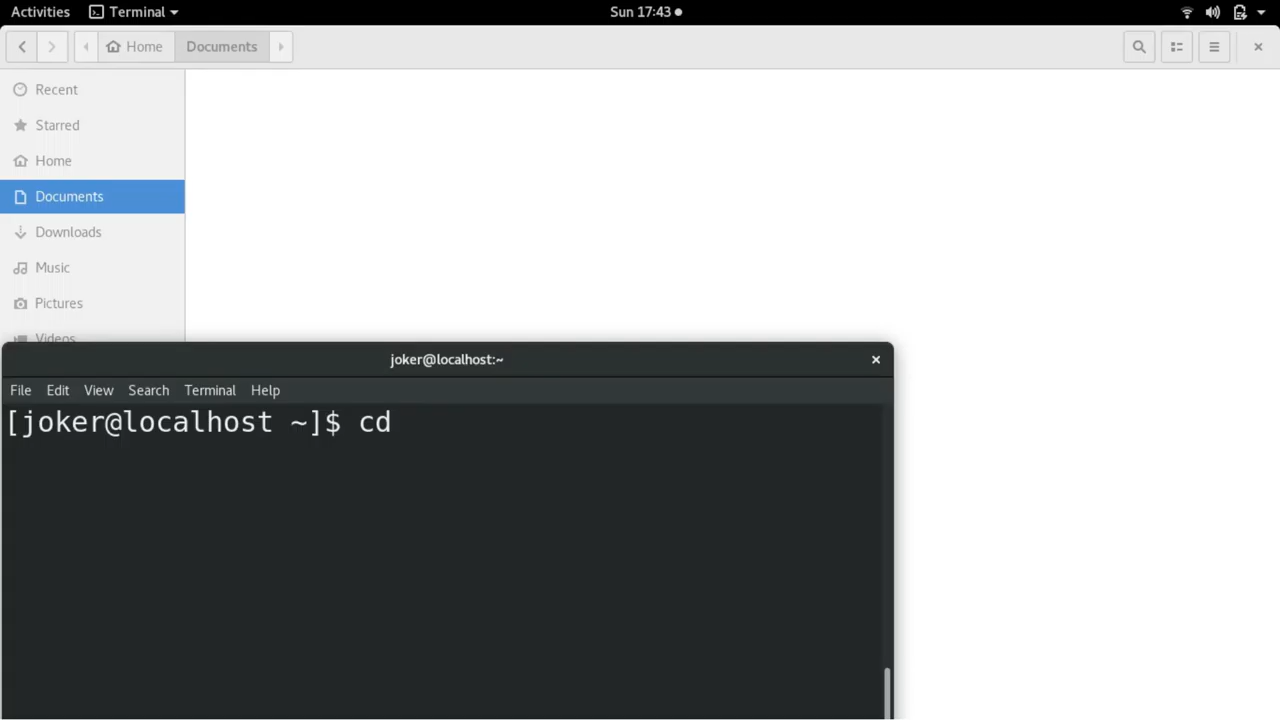 Activities Terminal Sun 17:43
Home Documents
Recent
Starred
Home
Documents
Downloads
Music
Pictures
Videos
joker@localhost:~
File Edit View Search Terminal Help
[joker@localhost ~]$ cd